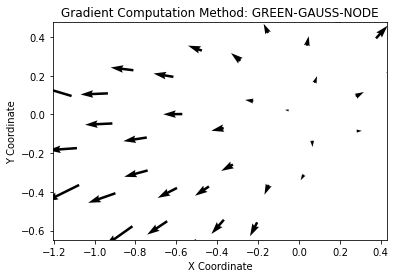 Gradient Computation Method: GREEN-GAUSS-NODE
0.4
0.2
0.0
−0.2
−0.4
−0.6
Y Coordinate
−1.2 −1.0 −0.8 −0.6 −0.4 −0.2 0.0 0.2 0.4
X Coordinate